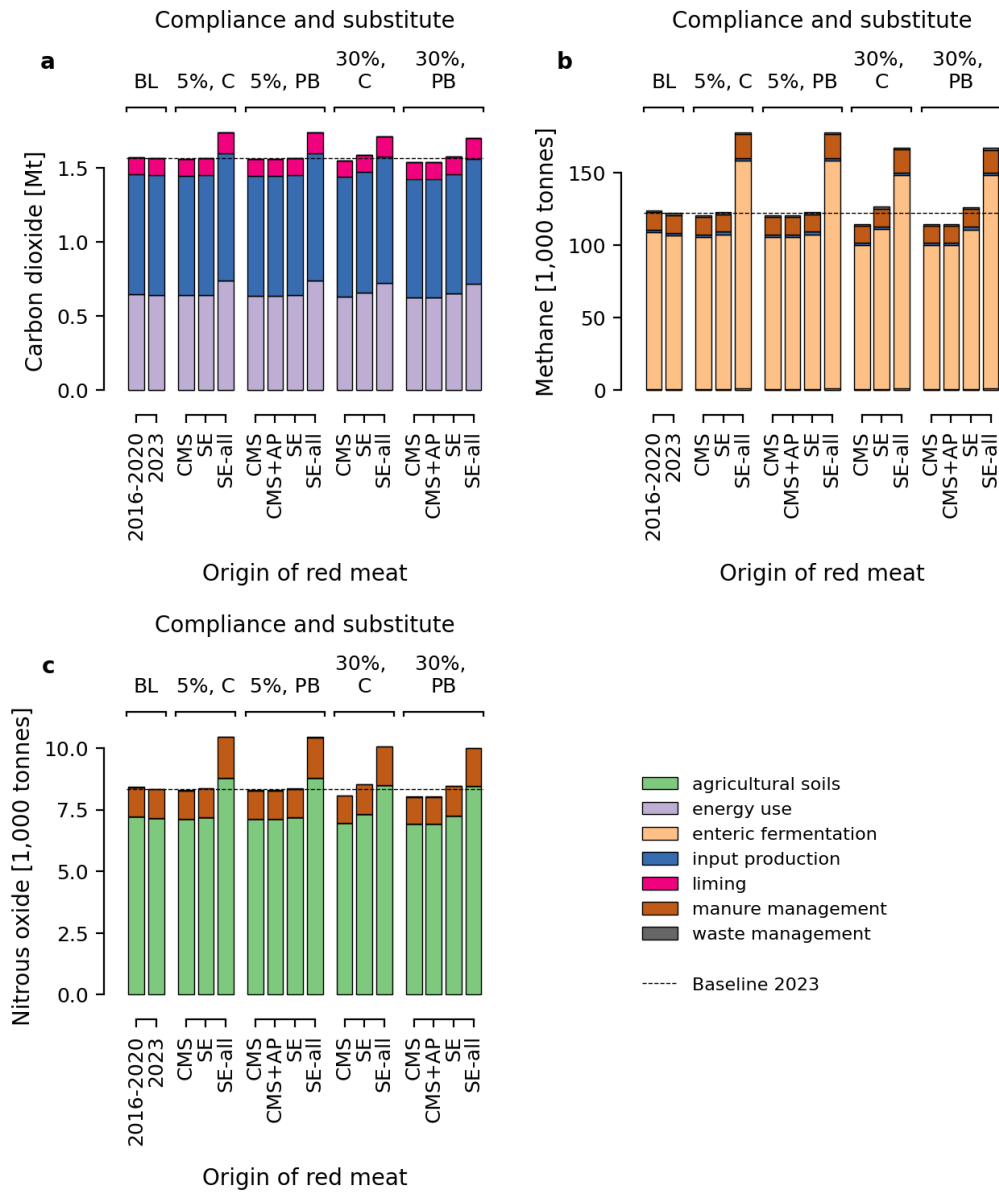 Compliance and substitute
a
BL
5%, C
5%, PB
30%,
C
30%,
PB
Carbon dioxide [Mt]
1.5
1.0
0.5
0.0
2016-2020
2023
CMS
SE
SE-all
CMS
CMS+AP
SE
SE-all
CMS
SE
SE-all
CMS
CMS+AP
SE
SE-all
Origin of red meat
Compliance and substitute
b
BL
5%, C
5%, PB
30%,
C
30%,
PB
Methane [1,000 tonnes]
150
100
50
0
2016-2020
2023
CMS
SE
SE-all
CMS
CMS+AP
SE
SE-all
CMS
SE
SE-all
CMS
CMS+AP
SE
SE-all
Origin of red meat
Compliance and substitute
c
BL
5%, C
5%, PB
30%,
C
30%,
PB
Nitrous oxide [1,000 tonnes]
10.0
7.5
5.0
2.5
0.0
2016-2020
2023
CMS
SE
SE-all
CMS
CMS+AP
SE
SE-all
CMS
SE
SE-all
CMS
CMS+AP
SE
SE-all
Origin of red meat
agricultural soils
energy use
enteric fermentation
input production
liming
manure management
waste management
Baseline 2023